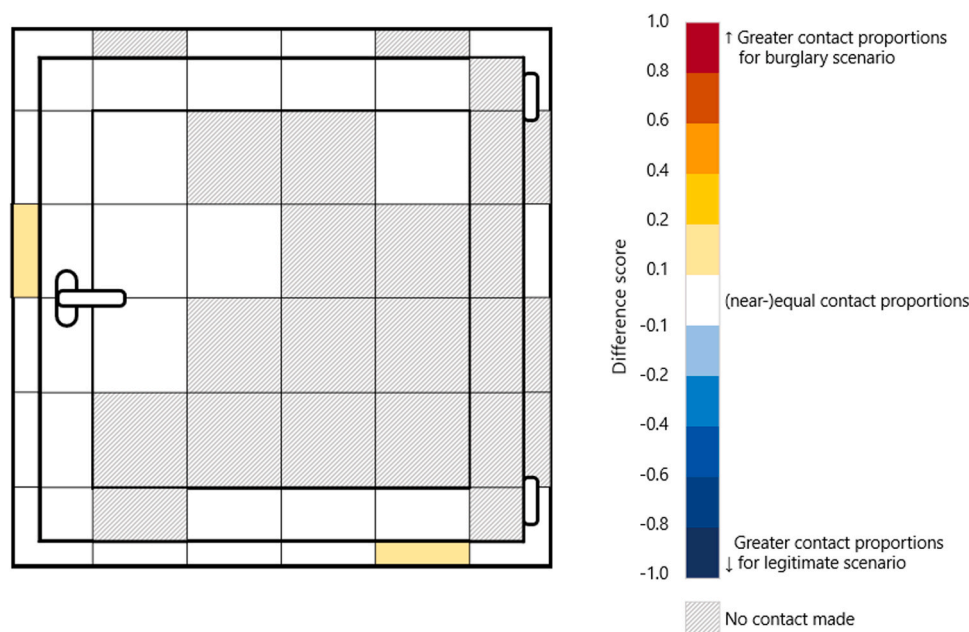 1.0
↑ Greater contact proportions
for burglary scenario
0.8
0.6
0.4
0.2
0.1
Difference score
(near-)equal contact proportions
-0.1
-0.2
-0.4
-0.6
-0.8
Greater contact proportions
↓ for legitimate scenario
-1.0
No contact made